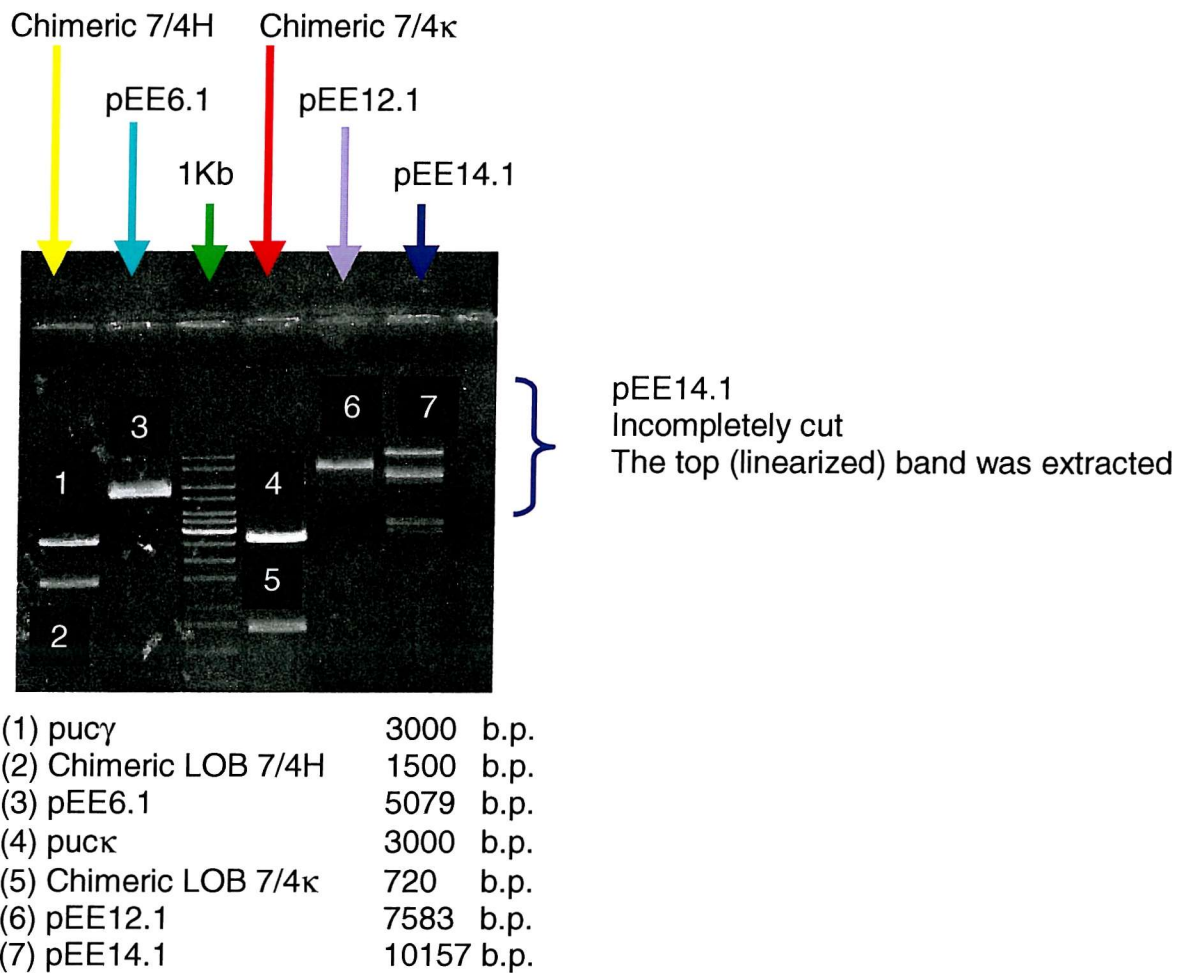 Chimeric 7/4H
Chimeric 7/4κ
pEE6.1
pEE12.1
1Kb
pEE14.1
1
2
3
4
5
6
7
pEE14.1
Incompletely cut
The top (linearized) band was extracted
(1) pucγ 3000 b.p.
(2) Chimeric LOB 7/4H 1500 b.p.
(3) pEE6.1 5079 b.p.
(4) pucκ 3000 b.p.
(5) Chimeric LOB 7/4κ 720 b.p.
(6) pEE12.1 7583 b.p.
(7) pEE14.1 10157 b.p.